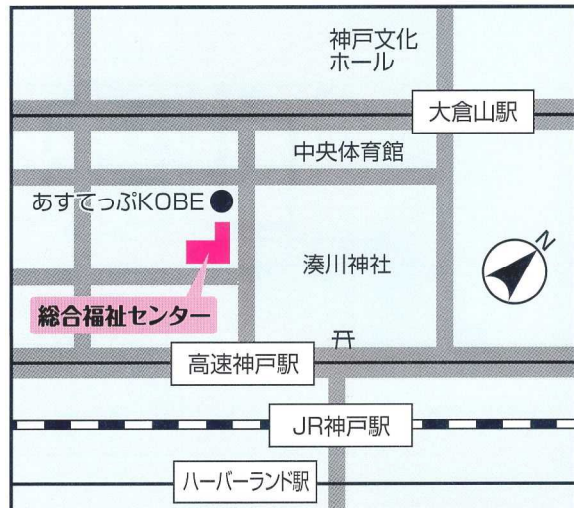 神戸文化
ホール
大倉山駅
中央体育館
あすてっぷKOBE
湊川神社
N
総合福祉センター
高速神戸駅
JR神戸駅
ハーバーランド駅